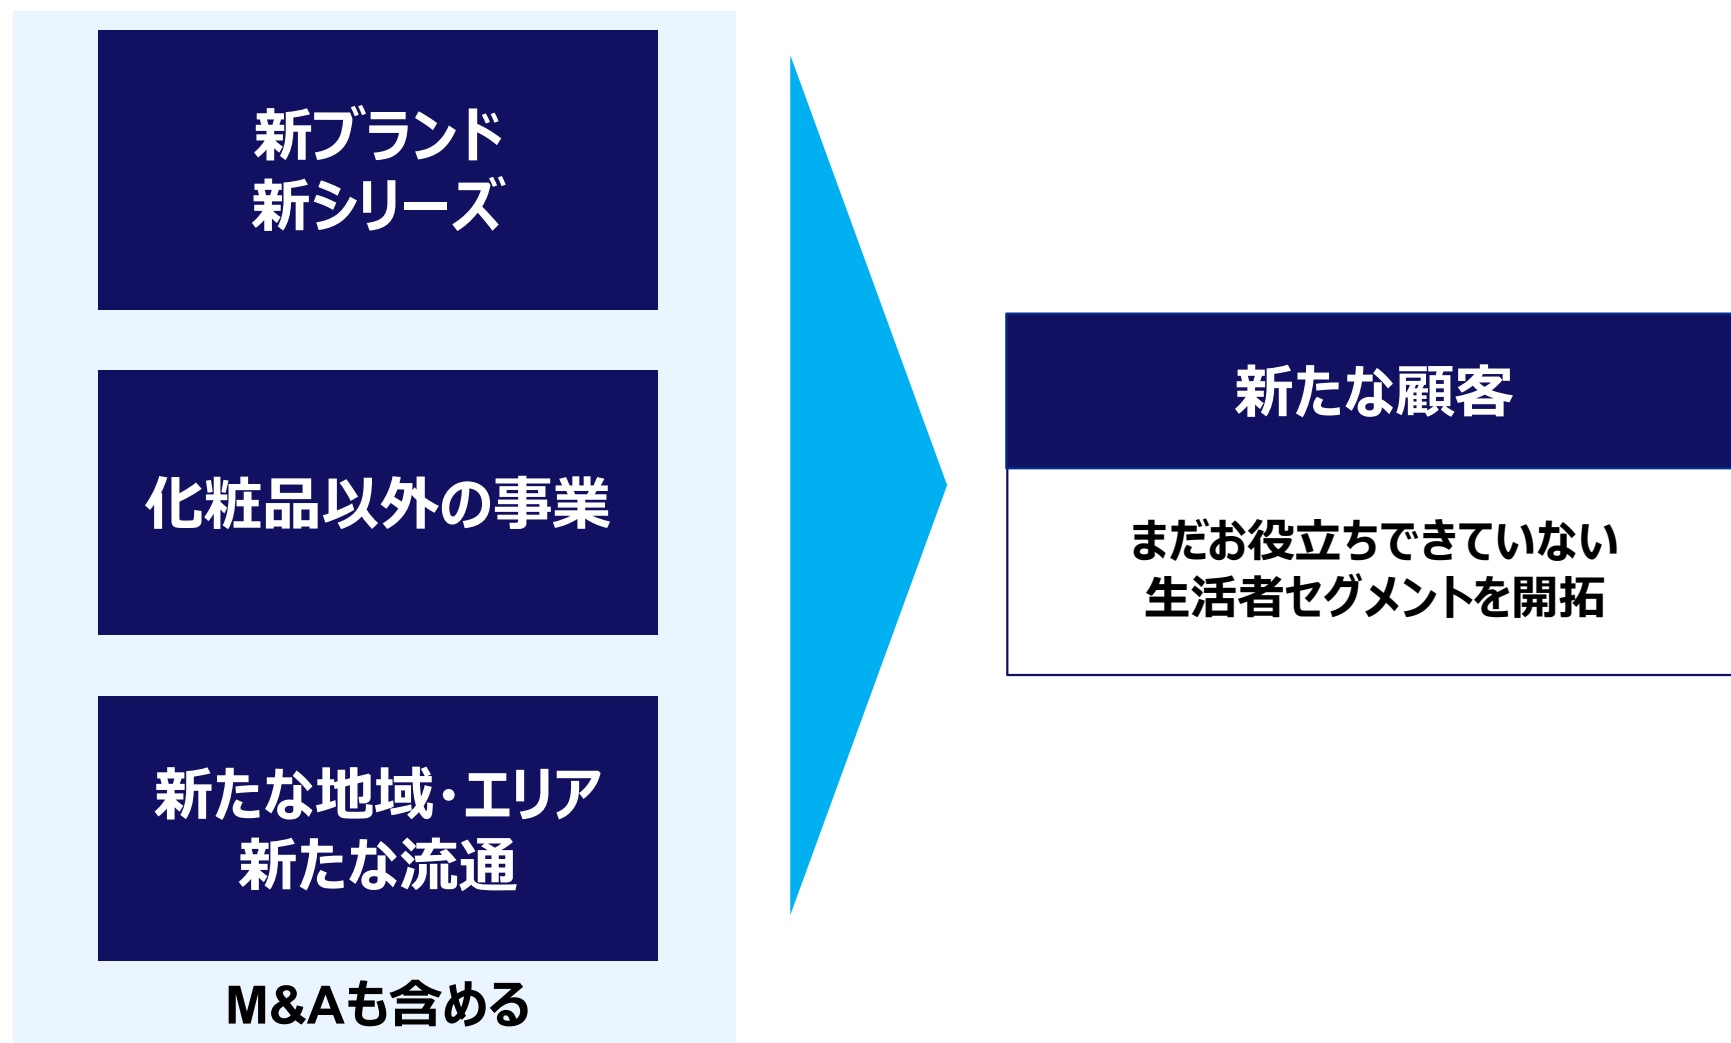 新ブランド
新シリーズ
化粧品以外の事業
新たな地域・エリア
新たな流通
M&Aも含める
新たな顧客
まだお役立ちできていない
生活者セグメントを開拓